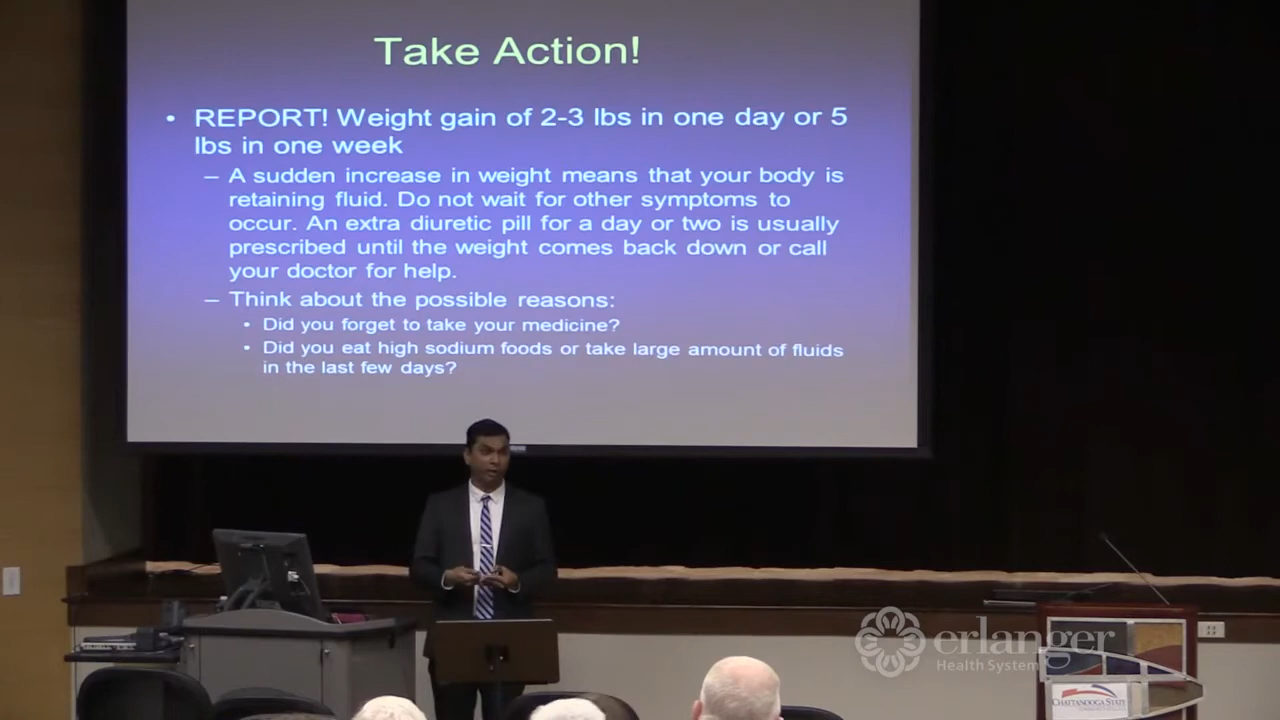 Take Action!
• REPORT! Weight gain of 2-3 lbs in one day or 5
lbs in one week
– A sudden increase in weight means that your body is
retaining fluid. Do not wait for other symptoms to
occur. An extra diuretic pill for a day or two is usually
prescribed until the weight comes back down or call
your doctor for help.
– Think about the possible reasons:
• Did you forget to take your medicine?
• Did you eat high sodium foods or take large amount of fluids
in the last few days?
erlanger
Health System
CHATTANOOGA STATE